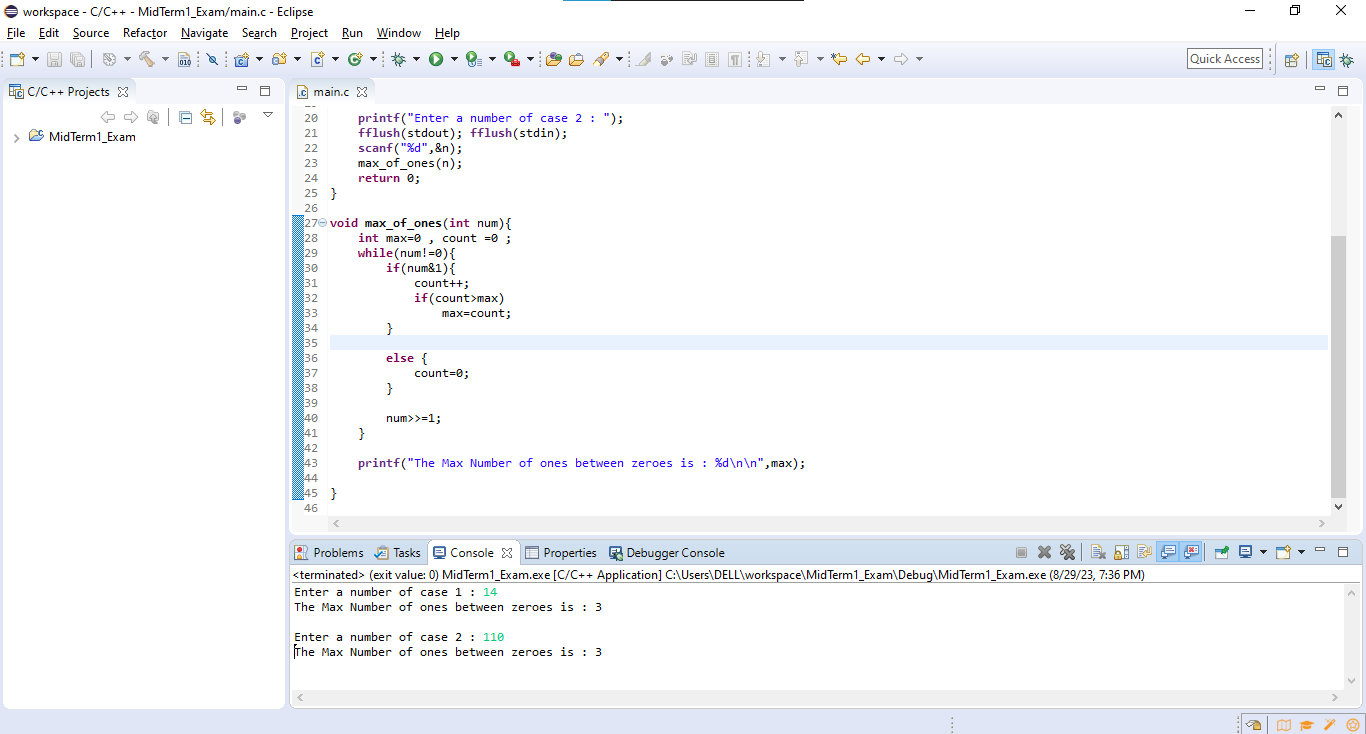 workspace - C/C++ - MidTerm1_Exam/main.c - Eclipse
File Edit Source Refactor Navigate Search Project Run Window Help
Quick Access
C/C++ Projects
main.c
MidTerm1_Exam
20 printf("Enter a number of case 2 : ");
21 fflush(stdout); fflush(stdin);
22 scanf("%d",&n);
23 max_of_ones(n);
24 return 0;
25 }
26
27 void max_of_ones(int num){
28 int max=0 , count =0 ;
29 while(num!=0){
30 if(num&1){
31 count++;
32 if(count>max)
33 max=count;
34 }
35
36 else {
37 count=0;
38 }
39
40 num>>=1;
41 }
42
43 printf("The Max Number of ones between zeroes is : %d\n\n",max);
44
45 }
46
Problems Tasks Console Properties Debugger Console
<terminated> (exit value: 0) MidTerm1_Exam.exe [C/C++ Application] C:\Users\DELL\workspace\MidTerm1_Exam\Debug\MidTerm1_Exam.exe (8/29/23, 7:36 PM)
Enter a number of case 1 : 14
The Max Number of ones between zeroes is : 3
Enter a number of case 2 : 110
The Max Number of ones between zeroes is : 3